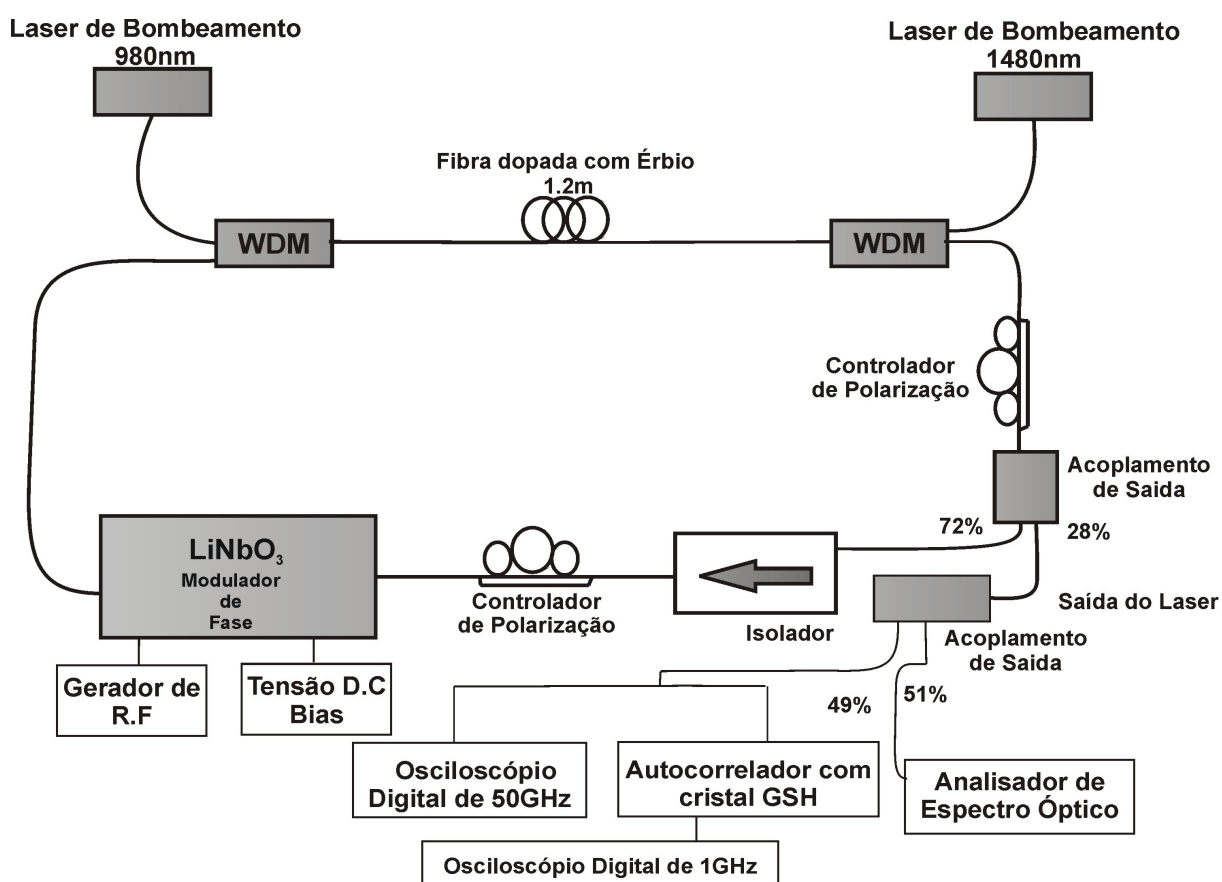 Laser de Bombeamento
980nm
Laser de Bombeamento
1480nm
Fibra dopada com Érbio
1.2m
WDM
WDM
Controlador
de Polarização
Acoplamento
de Saida
72%
28%
LiNbO3
Modulador
de
Fase
Controlador
de Polarização
Isolador
Saída do Laser
Acoplamento
de Saida
Gerador de
R.F
Tensão D.C
Bias
49%
51%
Osciloscópio
Digital de 50GHz
Autocorrelador com
cristal GSH
Analisador de
Espectro Óptico
Osciloscópio Digital de 1GHz